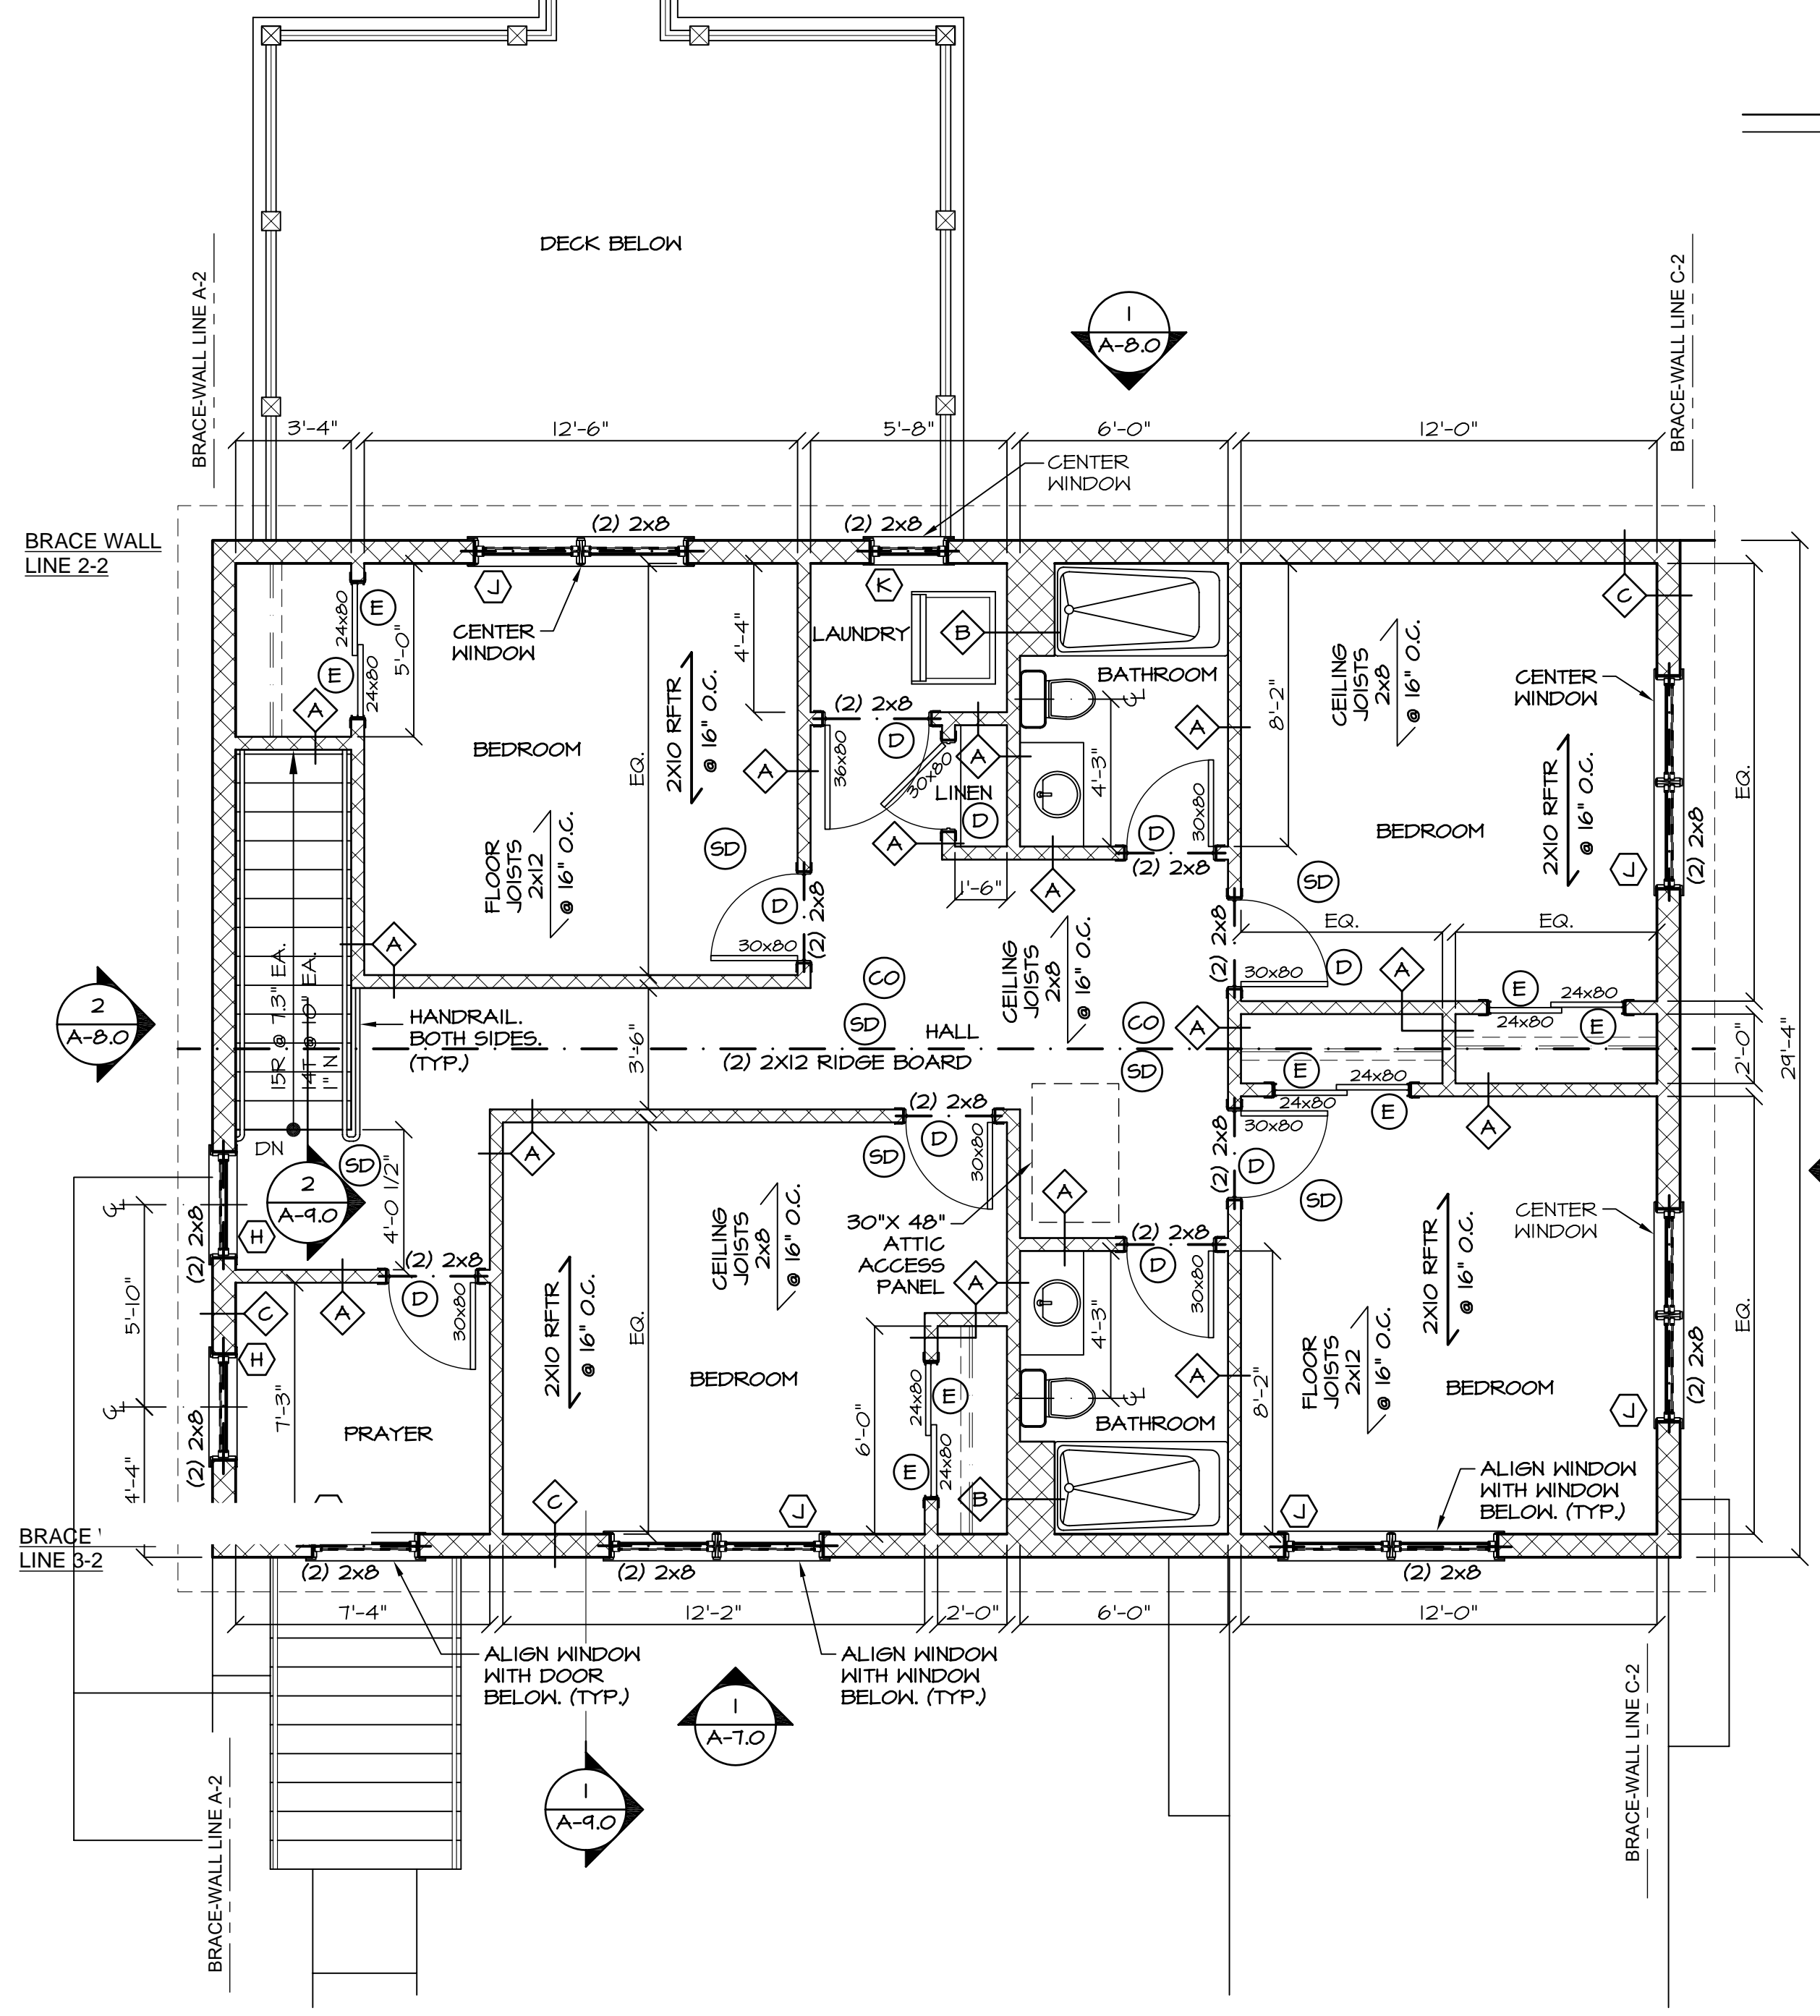 DECK BELOW
BRACE-WALL LINE A-2
BRACE-WALL LINE C-2
1
A-8.0
3'-4"
12'-6"
5'-8"
6'-0"
12'-0"
CENTER
WINDOW
BRACE WALL
LINE 2-2
(2) 2x8
(2) 2x8
J
K
C
E
24x80
5'-0"
E
24x80
A
CENTER
WINDOW
4'-4"
LAUNDRY
B
BATHROOM
CL
8'-2"
CEILING
JOISTS
2x8
@ 16" O.C.
CENTER
WINDOW
2X10 RFTR
@ 16" O.C.
BEDROOM
EQ.
(2) 2x8
D
A
A
A
36x80
30x80
LINEN
D
A
4'-3"
D
30x80
(2) 2x8
A
1'-6"
2X10 RFTR
@ 16" O.C.
BEDROOM
EQ.
J
(2) 2x8
FLOOR
JOISTS
2x12
@ 16" O.C.
SD
D
(2) 2x8
30x80
SD
EQ.
EQ.
A
(2) 2x8
30x80
D
A
E
24x80
24x80
E
2
A-8.0
15R @ 7.3" EA.
14T @ 10" EA.
1" N
HANDRAIL.
BOTH SIDES.
(TYP.)
3'-6"
CO
SD
HALL
CEILING
JOISTS
2x8
@ 16" O.C.
CO
A
SD
(2) 2X12 RIDGE BOARD
2'-0"
29'-4"
E
24x80
24x80
E
A
DN
SD
2
A-9.0
4'-0 1/2"
A
(2) 2x8
SD
D
30x80
(2) 2x8
30x80
D
SD
CL
5'-10"
CL
4'-4"
(2) 2x8
H
(2) 2x8
D
30x80
C
A
H
(2) 2x8
7'-3"
PRAYER
2X10 RFTR
@ 16" O.C.
EQ.
CEILING
JOISTS
2x8
@ 16" O.C.
BEDROOM
30"X 48"
ATTIC
ACCESS
PANEL
A
(2) 2x8
D
30x80
A
4'-3"
CL
A
BATHROOM
8'-2"
6'-0"
24x80
E
E
24x80
B
FLOOR
JOISTS
2x12
@ 16" O.C.
2X10 RFTR
@ 16" O.C.
CENTER
WINDOW
BEDROOM
EQ.
(2) 2x8
J
ALIGN WINDOW
WITH WINDOW
BELOW. (TYP.)
C
J
J
BRACE
LINE 3-2
(2) 2x8
(2) 2x8
(2) 2x8
7'-4"
12'-2"
2'-0"
6'-0"
12'-0"
ALIGN WINDOW
WITH DOOR
BELOW. (TYP.)
ALIGN WINDOW
WITH WINDOW
BELOW. (TYP.)
1
A-7.0
1
A-9.0
BRACE-WALL LINE A-2
BRACE-WALL LINE C-2